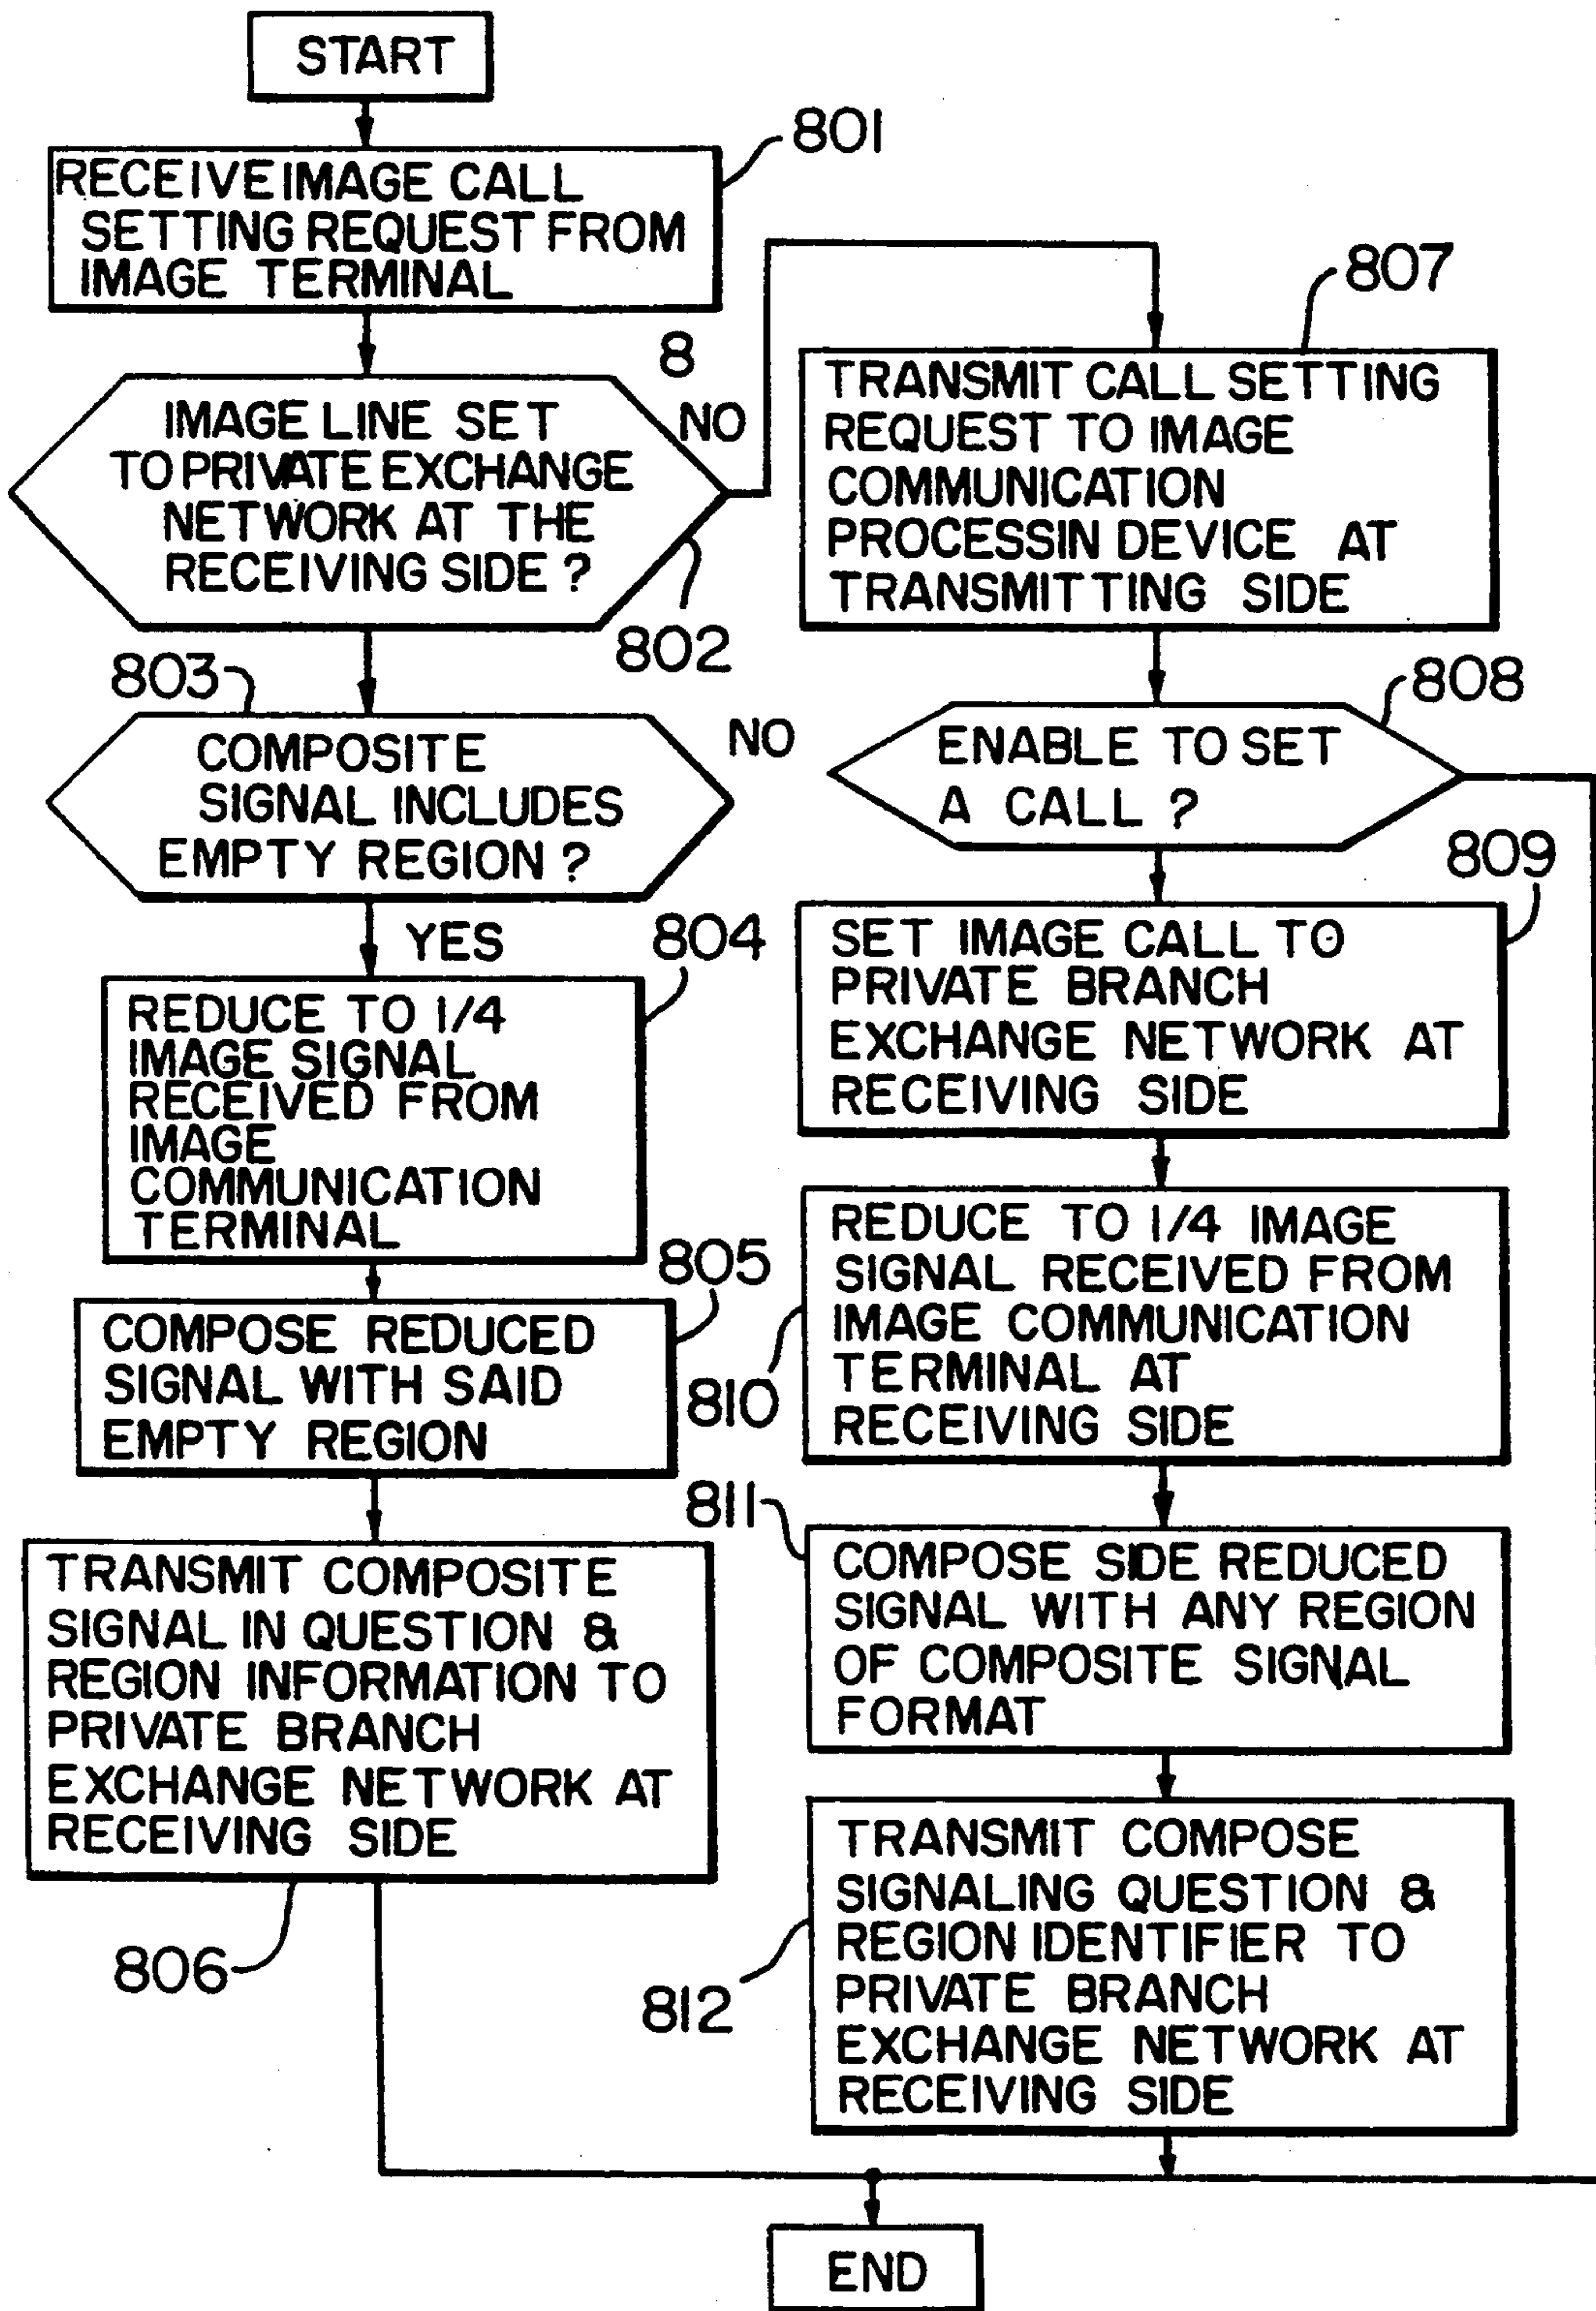 START
801
RECEIVE IMAGE CALL
SETTING REQUEST FROM
IMAGE TERMINAL
8
IMAGE LINE SET
TO PRIVATE EXCHANGE
NETWORK AT THE
RECEIVING SIDE ?
NO
802
803
COMPOSITE
SIGNAL INCLUDES
EMPTY REGION ?
NO
YES
804
REDUCE TO 1/4
IMAGE SIGNAL
RECEIVED FROM
IMAGE
COMMUNICATION
TERMINAL
805
COMPOSE REDUCED
SIGNAL WITH SAID
EMPTY REGION
TRANSMIT COMPOSITE
SIGNAL IN QUESTION &
REGION INFORMATION TO
PRIVATE BRANCH
EXCHANGE NETWORK AT
RECEIVING SIDE
806
807
TRANSMIT CALL SETTING
REQUEST TO IMAGE
COMMUNICATION
PROCESSIN DEVICE AT
TRANSMITTING SIDE
808
ENABLE TO SET
A CALL ?
809
SET IMAGE CALL TO
PRIVATE BRANCH
EXCHANGE NETWORK AT
RECEIVING SIDE
REDUCE TO 1/4 IMAGE
SIGNAL RECEIVED FROM
IMAGE COMMUNICATION
TERMINAL AT
RECEIVING SIDE
810
811
COMPOSE SIDE REDUCED
SIGNAL WITH ANY REGION
OF COMPOSITE SIGNAL
FORMAT
TRANSMIT COMPOSE
SIGNALING QUESTION &
REGION IDENTIFIER TO
PRIVATE BRANCH
EXCHANGE NETWORK AT
RECEIVING SIDE
812
END